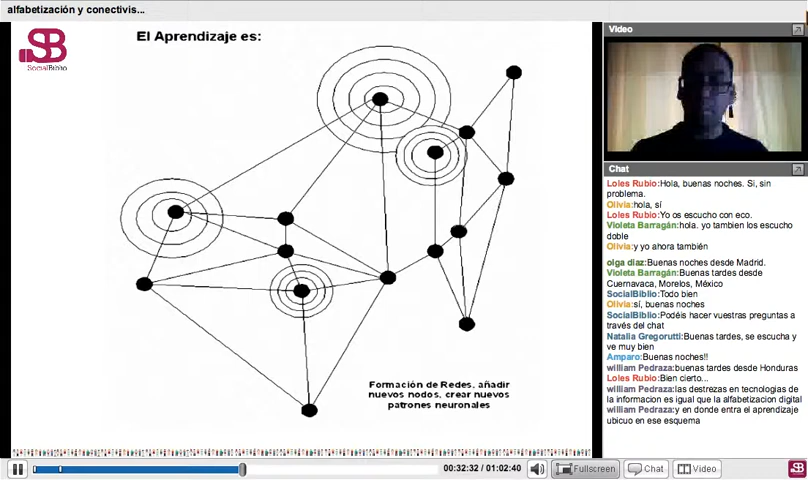 alfabetización y conectivis...
SB
SocialBiblio
El Aprendizaje es:
Formación de Redes, añadir
nuevos nodos, crear nuevos
patrones neuronales
Video
Chat
Loles Rubio:Hola, buenas noches. Si, sin
problema.
Olivia:hola, sí
Loles Rubio:Yo os escucho con eco.
Violeta Barragán:hola. yo tambien los escucho
doble
Olivia:y yo ahora también
olga diaz:Buenas noches desde Madrid.
Violeta Barragán:Buenas tardes desde
Cuernavaca, Morelos, México
SocialBiblio:Todo bien
Olivia:sí, buenas noches
SocialBiblio:Podéis hacer vuestras preguntas a
través del chat
Natalia Gregorutti:Buenas tardes, se escucha y
ve muy bien
Amparo:Buenas noches!!
william Pedraza:buenas tardes desde Honduras
Loles Rubio:Bien cierto...
william Pedraza:las destrezas en tecnologias de
la informacion es igual que la alfabetizacion digital
william Pedraza:y en donde entra el aprendizaje
ubicuo en ese esquema
00:32:32 / 01:02:40
Fullscreen
Chat
Video
SB